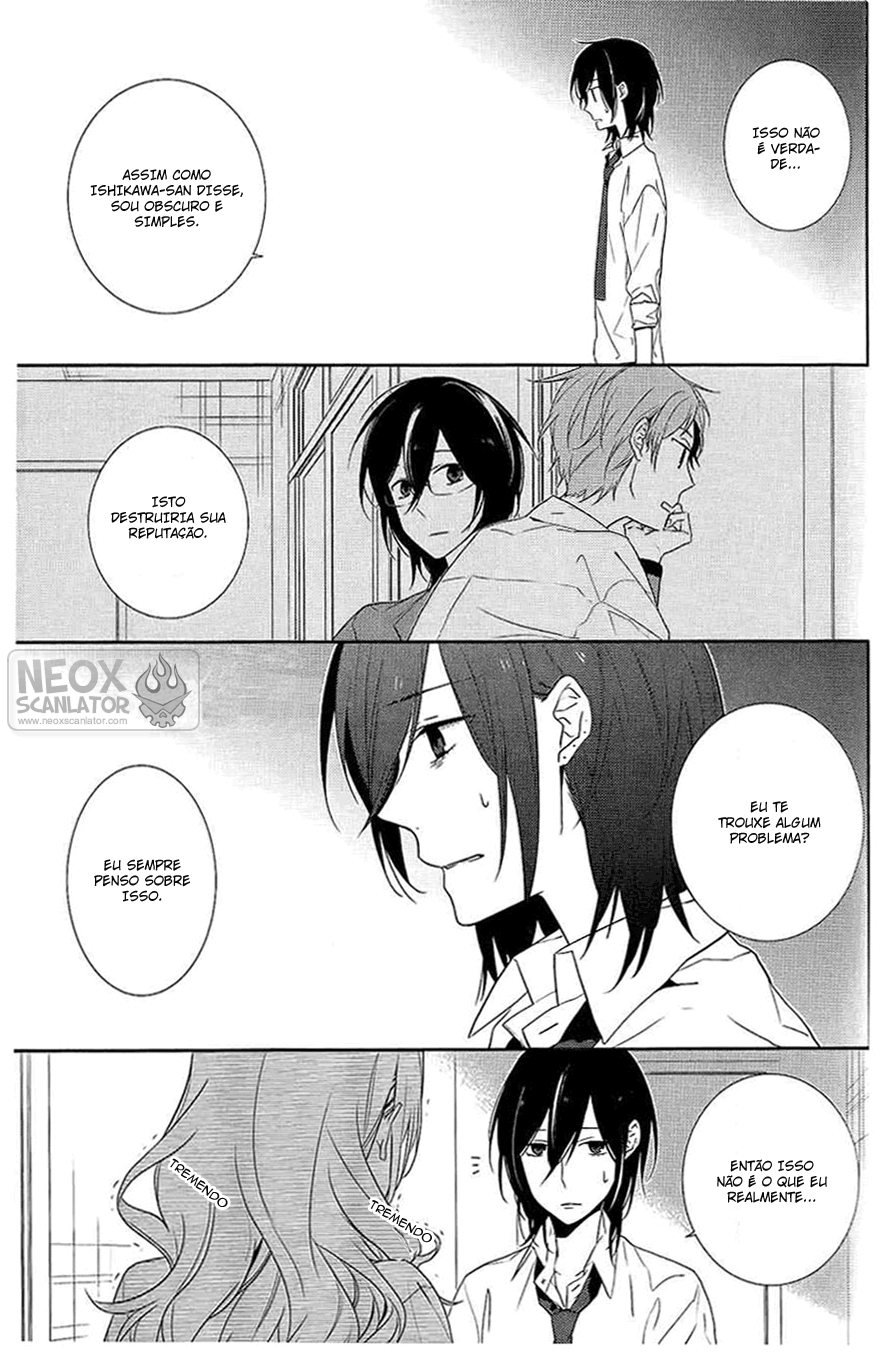 ISSO NÃO
É VERDA-
DE...
ASSIM COMO
ISHIKAWA-SAN DISSE,
SOU OBSCURO E
SIMPLES.
ISTO
DESTRUIRIA SUA
REPUTAÇÃO.
NEOX
SCANLATOR
www.neoxscanlator.com
EU TE
TROUXE ALGUM
PROBLEMA?
EU SEMPRE
PENSO SOBRE
ISSO.
ENTÃO ISSO
NÃO É O QUE EU
REALMENTE...
TREMENDO
TREMENDO